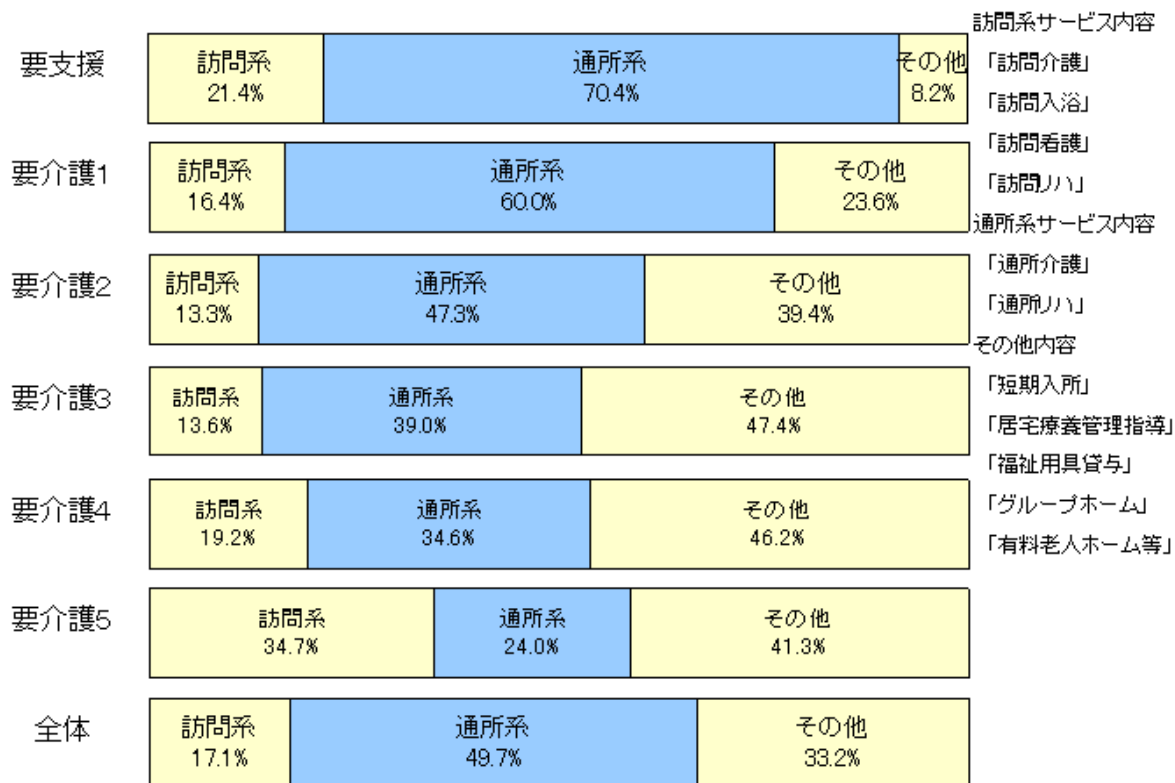 要支援
訪問系
21.4%
通所系
70.4%
その他
8.2%
要介護1
訪問系
16.4%
通所系
60.0%
その他
23.6%
要介護2
訪問系
13.3%
通所系
47.3%
その他
39.4%
要介護3
訪問系
13.6%
通所系
39.0%
その他
47.4%
要介護4
訪問系
19.2%
通所系
34.6%
その他
46.2%
要介護5
訪問系
34.7%
通所系
24.0%
その他
41.3%
全体
訪問系
17.1%
通所系
49.7%
その他
33.2%
訪問系サービス内容
「訪問介護」
「訪問入浴」
「訪問看護」
「訪問リハ」
通所系サービス内容
「通所介護」
「通所リハ」
その他内容
「短期入所」
「居宅療養管理指導」
「福祉用具貸与」
「グループホーム」
「有料老人ホーム等」